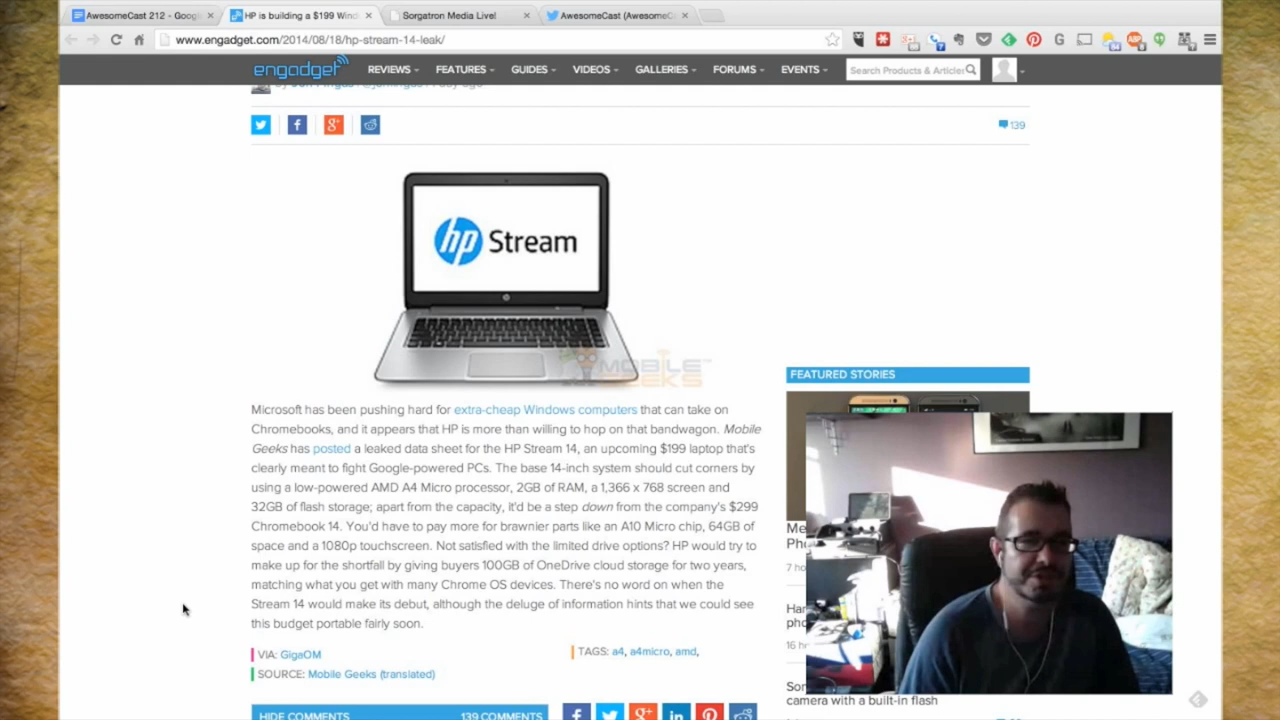 AwesomeCast 212 - Goog
HP is building a $199 Win
Sorgatron Media Live!
AwesomeCast (AwesomeC
www.engadget.com/2014/08/18/hp-stream-14-leak/
engadget
REVIEWS
FEATURES
GUIDES
VIDEOS
GALLERIES
FORUMS
EVENTS
Search Products & Articles
139
hp Stream
MOBILE
GEEKS
Microsoft has been pushing hard for extra-cheap Windows computers that can take on
Chromebooks, and it appears that HP is more than willing to hop on that bandwagon. Mobile
Geeks has posted a leaked data sheet for the HP Stream 14, an upcoming $199 laptop that's
clearly meant to fight Google-powered PCs. The base 14-inch system should cut corners by
using a low-powered AMD A4 Micro processor, 2GB of RAM, a 1,366 x 768 screen and
32GB of flash storage; apart from the capacity, it'd be a step down from the company's $299
Chromebook 14. You'd have to pay more for brawnier parts like an A10 Micro chip, 64GB of
space and a 1080p touchscreen. Not satisfied with the limited drive options? HP would try to
make up for the shortfall by giving buyers 100GB of OneDrive cloud storage for two years,
matching what you get with many Chrome OS devices. There's no word on when the
Stream 14 would make its debut, although the deluge of information hints that we could see
this budget portable fairly soon.
VIA: GigaOM
TAGS: a4, a4micro, amd,
SOURCE: Mobile Geeks (translated)
HIDE COMMENTS
139 COMMENTS
FEATURED STORIES
Me
Pho
7 ho
Har
pho
16 h
Son
camera with a built-in flash